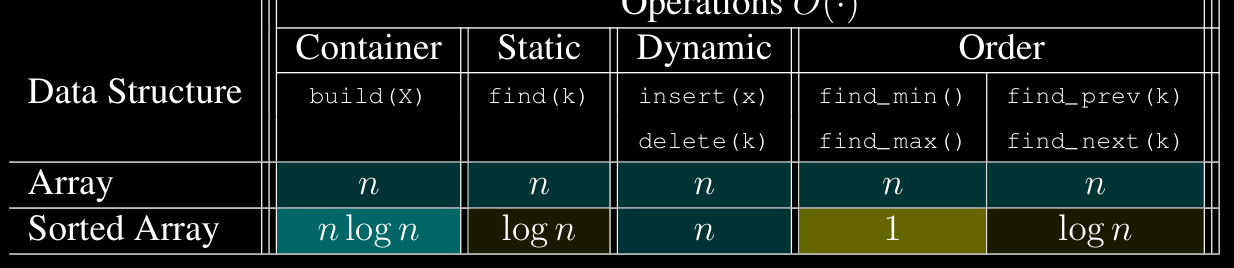 Operations O(·)
Container Static Dynamic Order
Data Structure build(X) find(k) insert(x) find_min() find_prev(k)
delete(k) find_max() find_next(k)
Array n n n n n
Sorted Array n log n log n n 1 log n